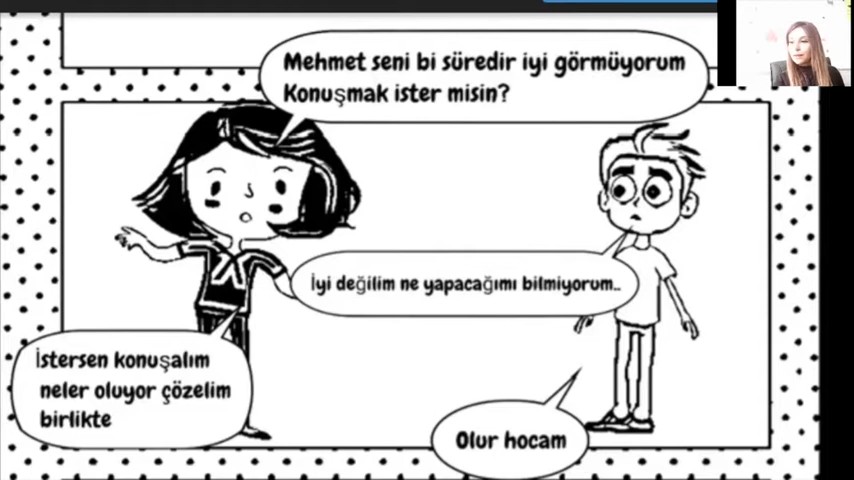 Mehmet seni bi süredir iyi görmüyorum
Konuşmak ister misin?
İyi değilim ne yapacağımı bilmiyorum..
İstersen konuşalım
neler oluyor çözelim
birlikte
Olur hocam